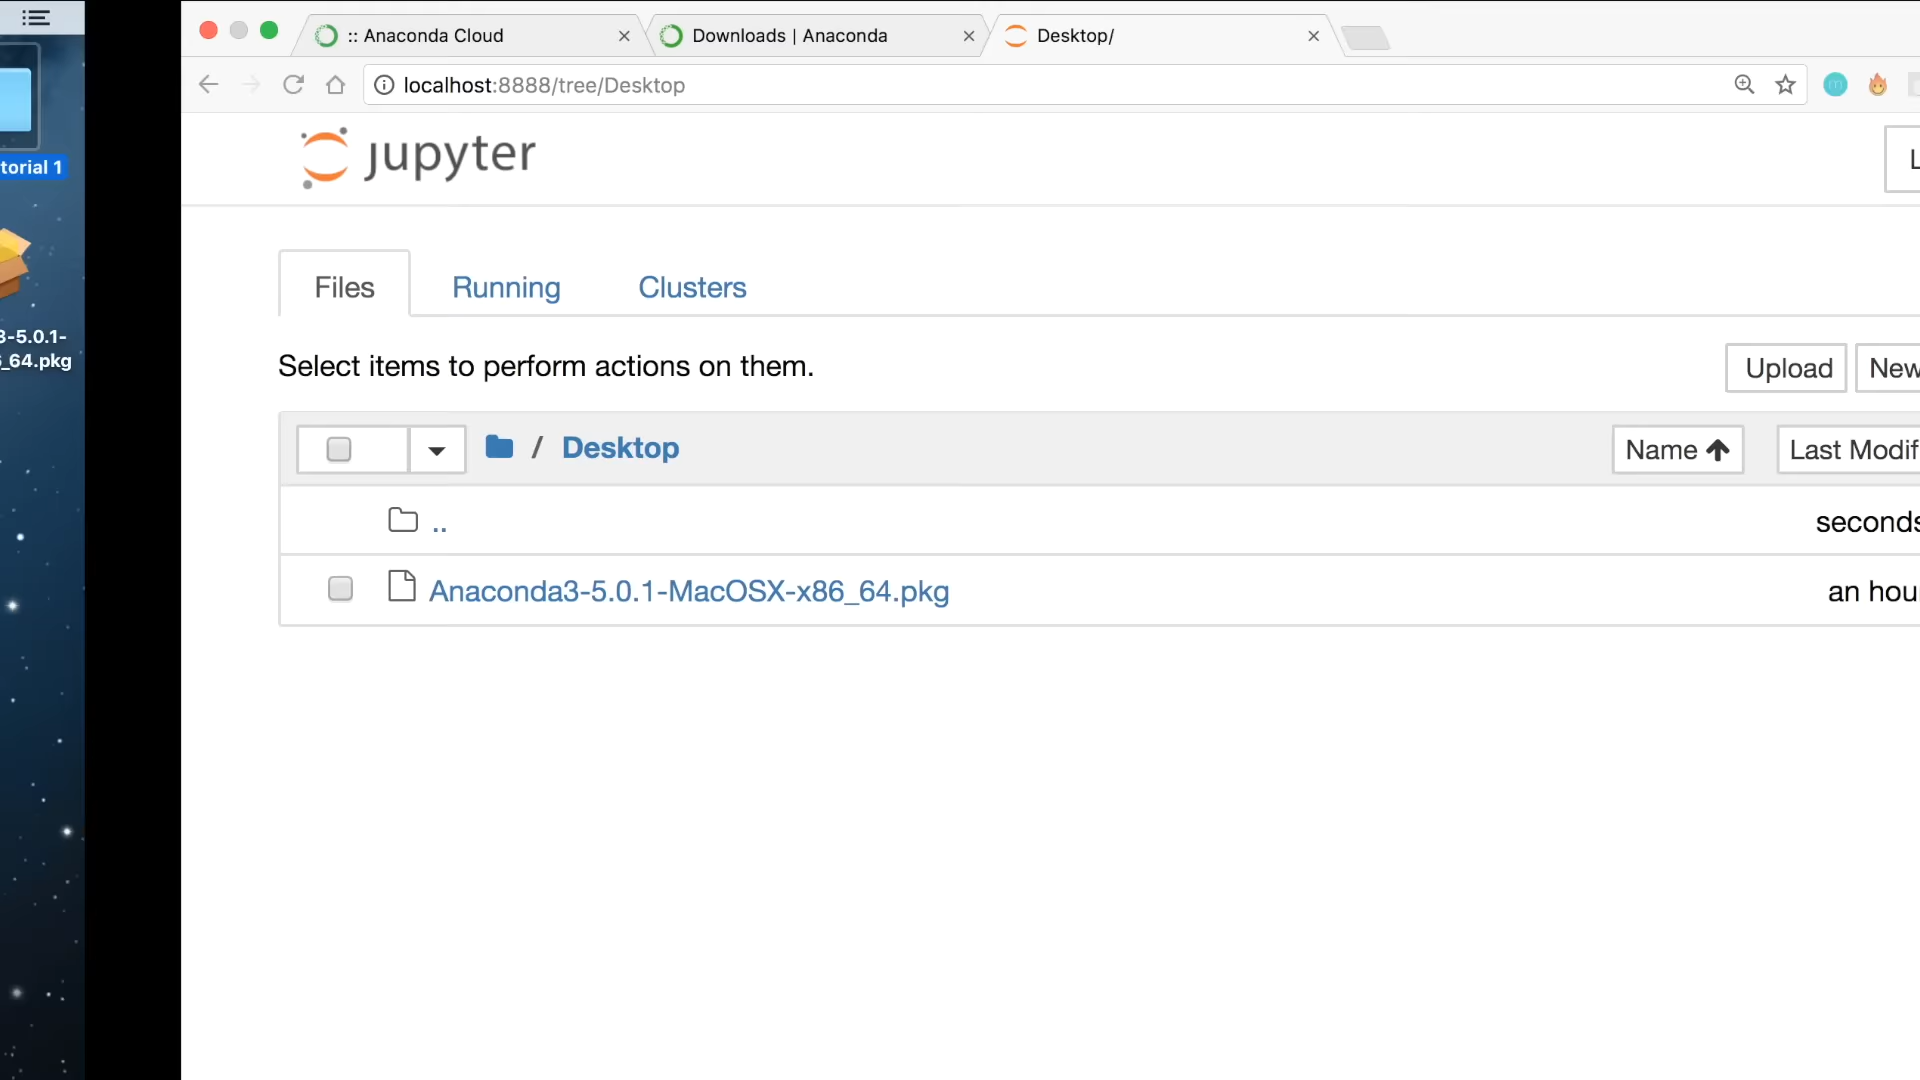 :: Anaconda Cloud
Downloads | Anaconda
Desktop/
localhost:8888/tree/Desktop
jupyter
L
torial 1
3-5.0.1-
_64.pkg
Files
Running
Clusters
Select items to perform actions on them.
Upload
New
/ Desktop
Name
Last Modif
..
seconds
Anaconda3-5.0.1-MacOSX-x86_64.pkg
an hou